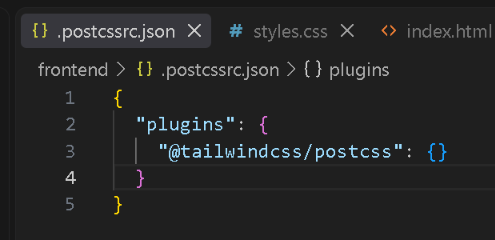 {} .postcssrc.json × # styles.css × <> index.html
frontend > {} .postcssrc.json > {} plugins
1 {
2   "plugins": {
3     "@tailwindcss/postcss": {}
4   }
5 }